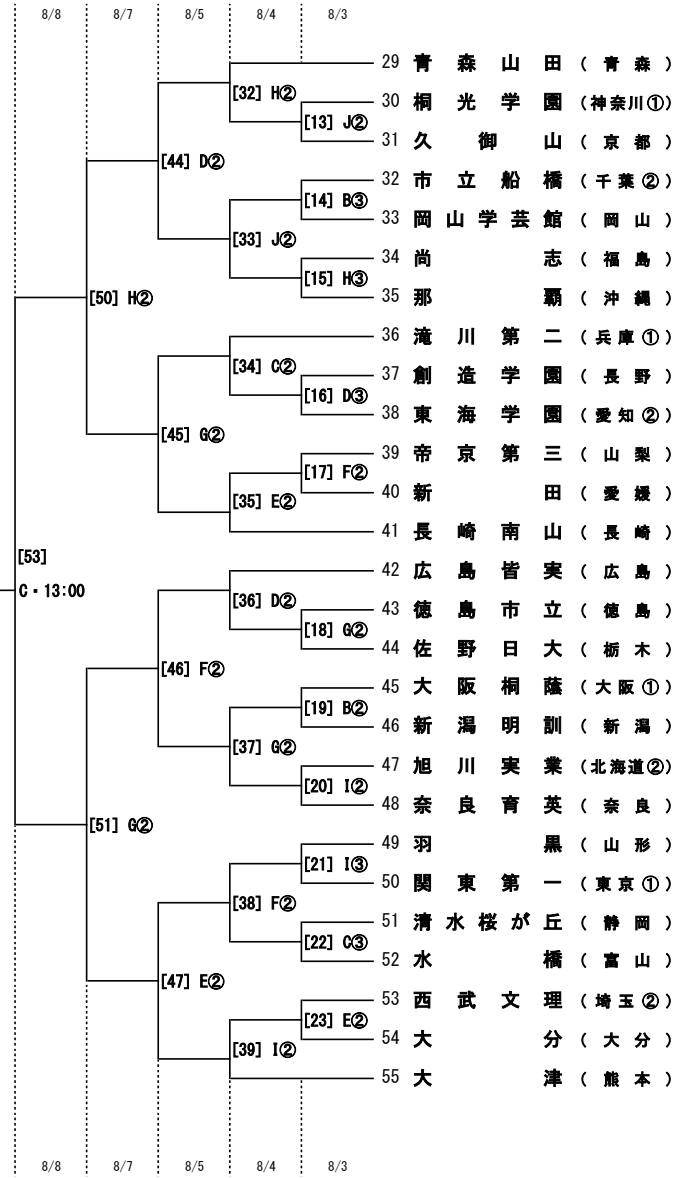 8/8 8/7 8/5 8/4 8/3
29 青森山田 (青森)
[32] H②
30 桐光学園 (神奈川①)
[13] J②
31 久御山 (京都)
[44] D②
32 市立船橋 (千葉②)
[14] B③
33 岡山学芸館 (岡山)
[33] J②
34 尚志 (福島)
[15] H③
35 那覇 (沖縄)
[50] H②
36 滝川第二 (兵庫①)
[34] C②
37 創造学園 (長野)
[16] D③
38 東海学園 (愛知②)
[45] G②
39 帝京第三 (山梨)
[17] F②
40 新田 (愛媛)
[35] E②
41 長崎南山 (長崎)
[53]
42 広島皆実 (広島)
C・13:00
[36] D②
43 徳島市立 (徳島)
[18] G②
44 佐野日大 (栃木)
[46] F②
45 大阪桐蔭 (大阪①)
[19] B②
46 新潟明訓 (新潟)
[37] G②
47 旭川実業 (北海道②)
[20] I②
48 奈良育英 (奈良)
[51] G②
49 羽黒 (山形)
[21] I③
50 関東第一 (東京①)
[38] F②
51 清水桜が丘 (静岡)
[22] C③
52 水橋 (富山)
[47] E②
53 西武文理 (埼玉②)
[23] E②
54 大分 (大分)
[39] I②
55 大津 (熊本)
8/8 8/7 8/5 8/4 8/3